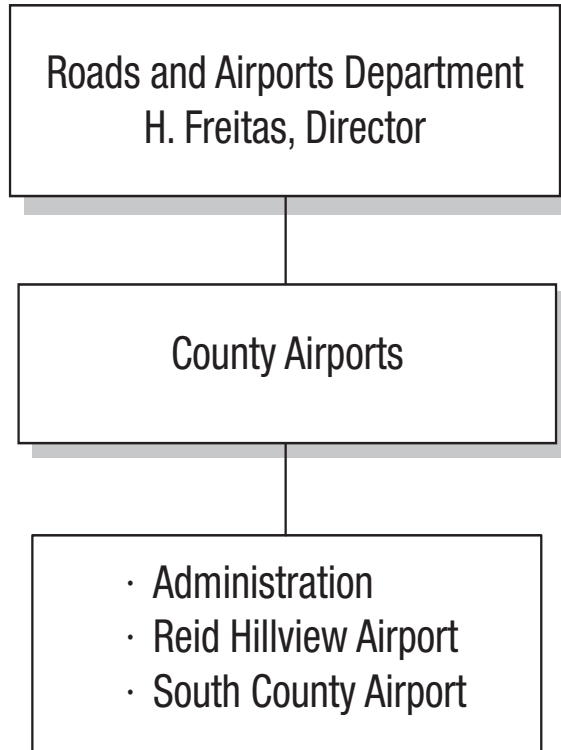 Roads and Airports Department
H. Freitas, Director
County Airports
· Administration
· Reid Hillview Airport
· South County Airport